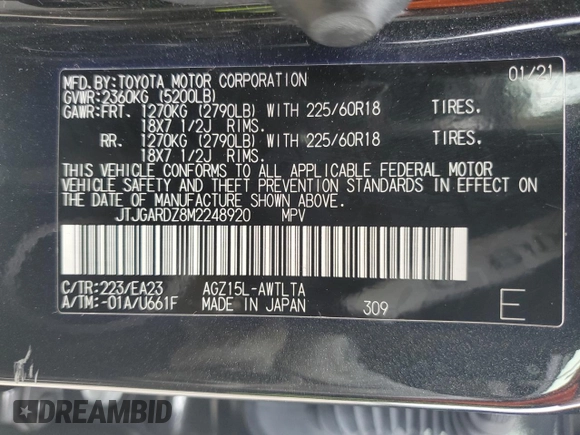 MFD.BY:TOYOTA MOTOR CORPORATION 01/21
GVWR:2360KG (5200LB)
GAWR:FRT. 1270KG (2790LB) WITH 225/60R18 TIRES.
18X7 1/2J RIMS.
RR. 1270KG (2790LB) WITH 225/60R18 TIRES.
18X7 1/2J RIMS.
THIS VEHICLE CONFORMS TO ALL APPLICABLE FEDERAL MOTOR
VEHICLE SAFETY AND THEFT PREVENTION STANDARDS IN EFFECT ON
THE DATE OF MANUFACTURE SHOWN ABOVE.
JTJGARDZ8M2248920 MPV
C/TR:223/EA23 AGZ15L-AWTLTA
A/TM:-01A/U661F MADE IN JAPAN 309 E
DREAMBID